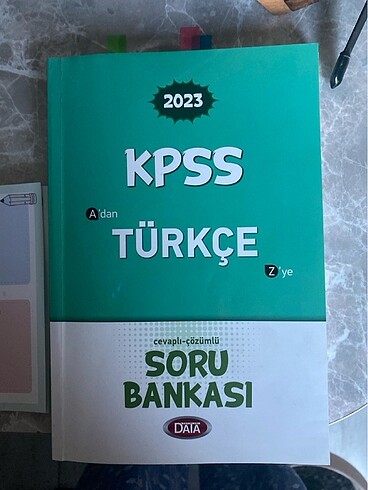 2023
KPSS
A'dan
TÜRKÇE
Z'ye
cevaplı-çözümlü
SORU
BANKASI
DATA